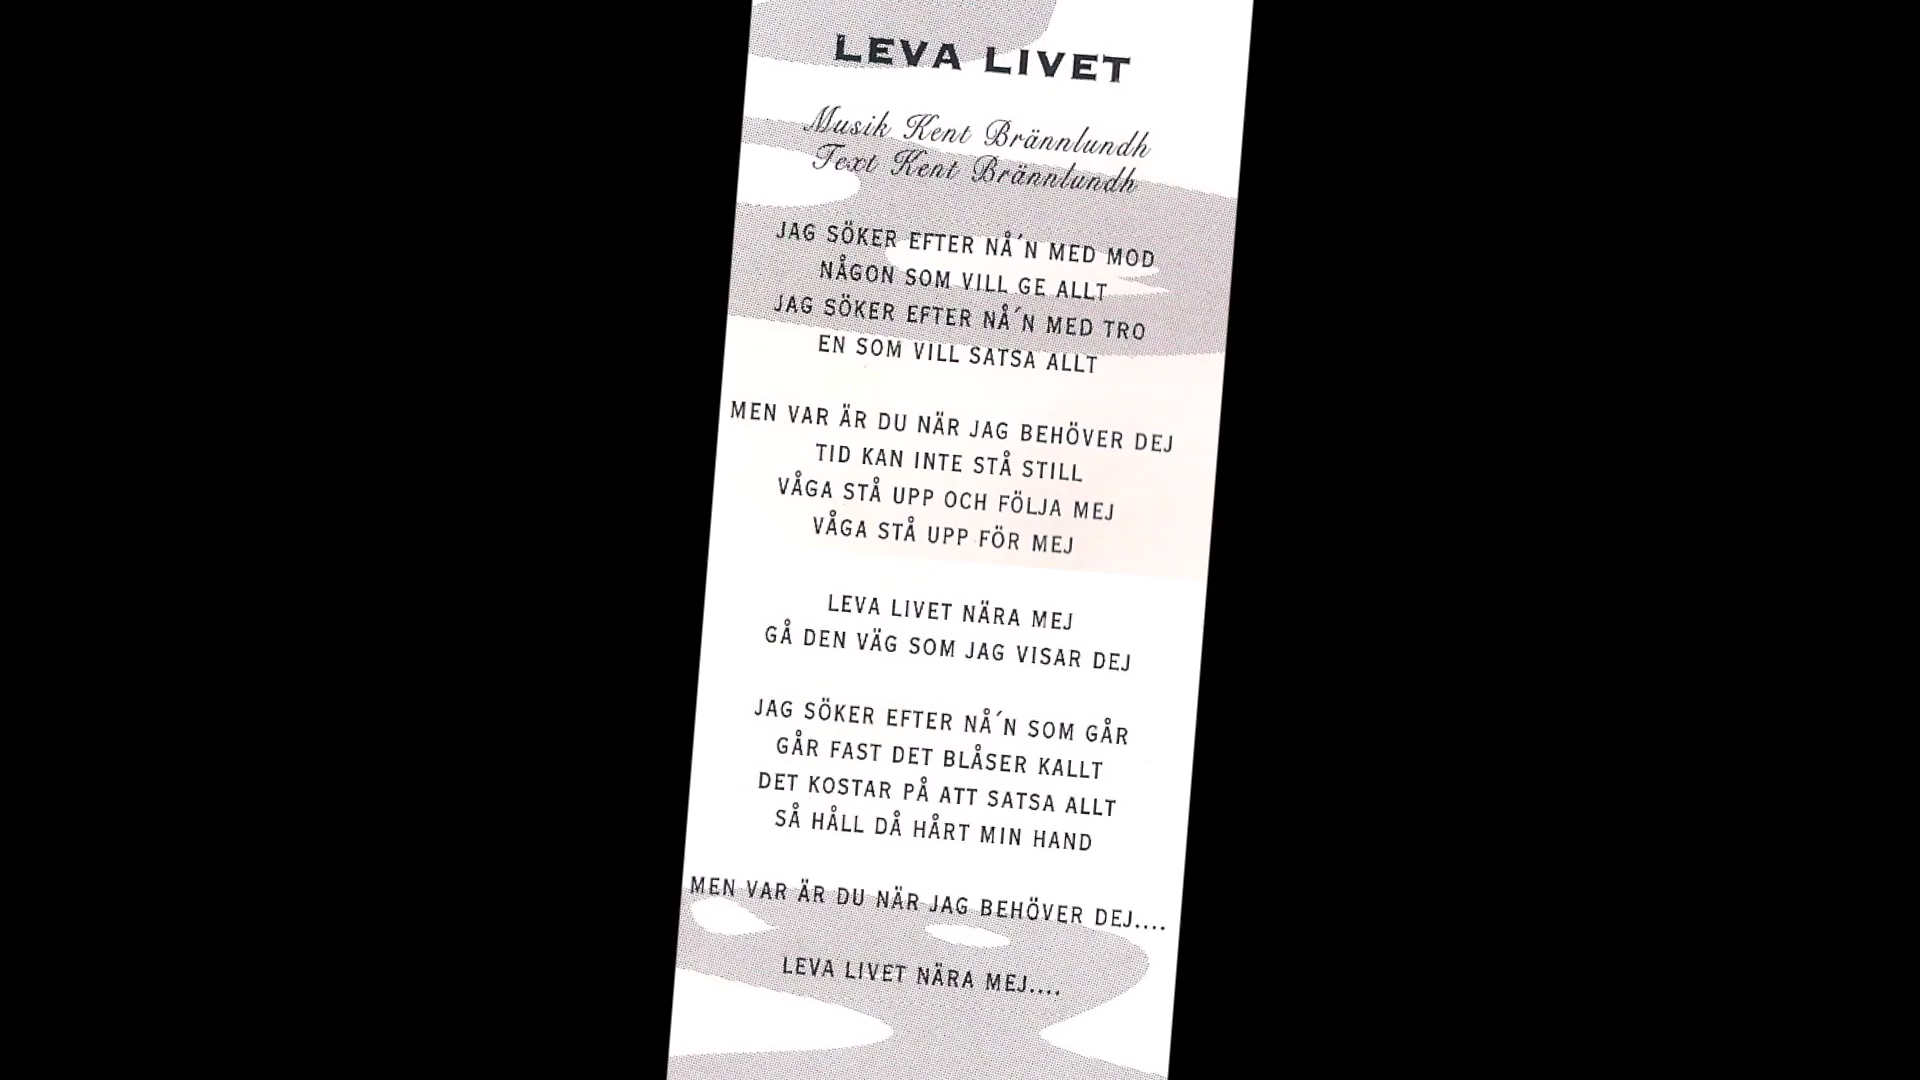 LEVA LIVET
Musik Kent Brännlundh
Text Kent Brännlundh
JAG SÖKER EFTER NÅ´N MED MOD
NÅGON SOM VILL GE ALLT
JAG SÖKER EFTER NÅ´N MED TRO
EN SOM VILL SATSA ALLT
MEN VAR ÄR DU NÄR JAG BEHÖVER DEJ
TID KAN INTE STÅ STILL
VÅGA STÅ UPP OCH FÖLJA MEJ
VÅGA STÅ UPP FÖR MEJ
LEVA LIVET NÄRA MEJ
GÅ DEN VÄG SOM JAG VISAR DEJ
JAG SÖKER EFTER NÅ´N SOM GÅR
GÅR FAST DET BLÅSER KALLT
DET KOSTAR PÅ ATT SATSA ALLT
SÅ HÅLL DÅ HÅRT MIN HAND
MEN VAR ÄR DU NÄR JAG BEHÖVER DEJ....
LEVA LIVET NÄRA MEJ....